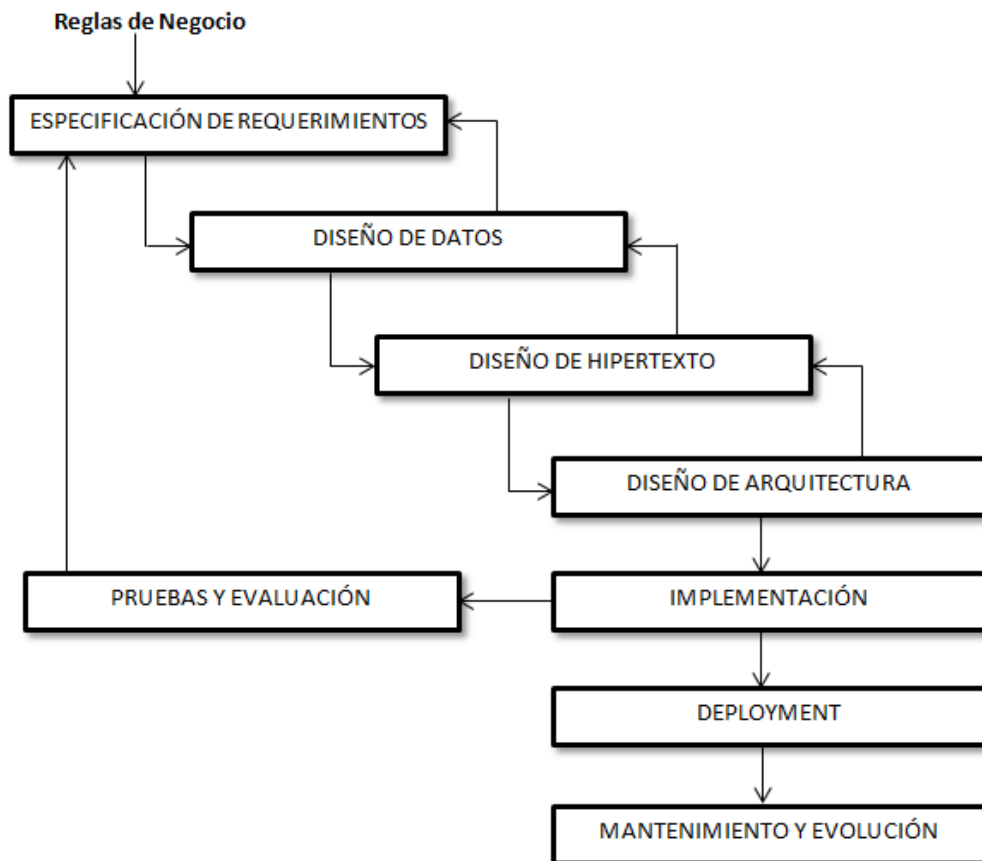 Reglas de Negocio
ESPECIFICACIÓN DE REQUERIMIENTOS
DISEÑO DE DATOS
DISEÑO DE HIPERTEXTO
DISEÑO DE ARQUITECTURA
PRUEBAS Y EVALUACIÓN
IMPLEMENTACIÓN
DEPLOYMENT
MANTENIMIENTO Y EVOLUCIÓN